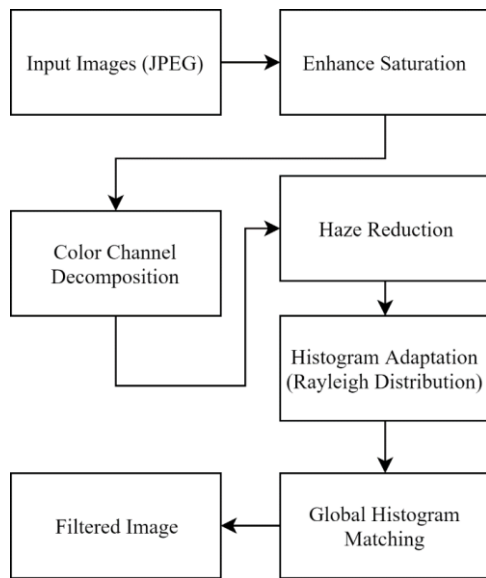 Input Images (JPEG)
Enhance Saturation
Color Channel
Decomposition
Haze Reduction
Histogram Adaptation
(Rayleigh Distribution)
Global Histogram
Matching
Filtered Image